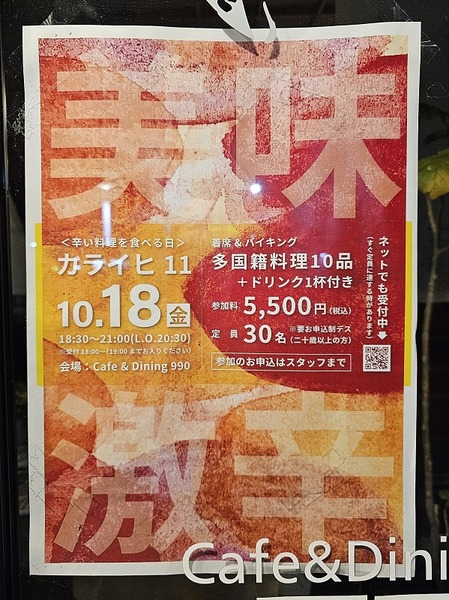 美味
＜辛い料理を食べる日＞
カライヒ 11
10.18金
18:30～21:00(L.O.20:30)
※受付 18:00～(19:00 までお入りください)
会場：Cafe & Dining 990
着席 & バイキング
多国籍料理10品
＋ドリンク1杯付き
参加料 5,500円(税込)
定員 30名 ※要お申込制デス(二十歳以上の方)
参加のお申込はスタッフまで
ネットでも受付中
(すぐ定員に達する時があります)
激辛
Cafe&Dini